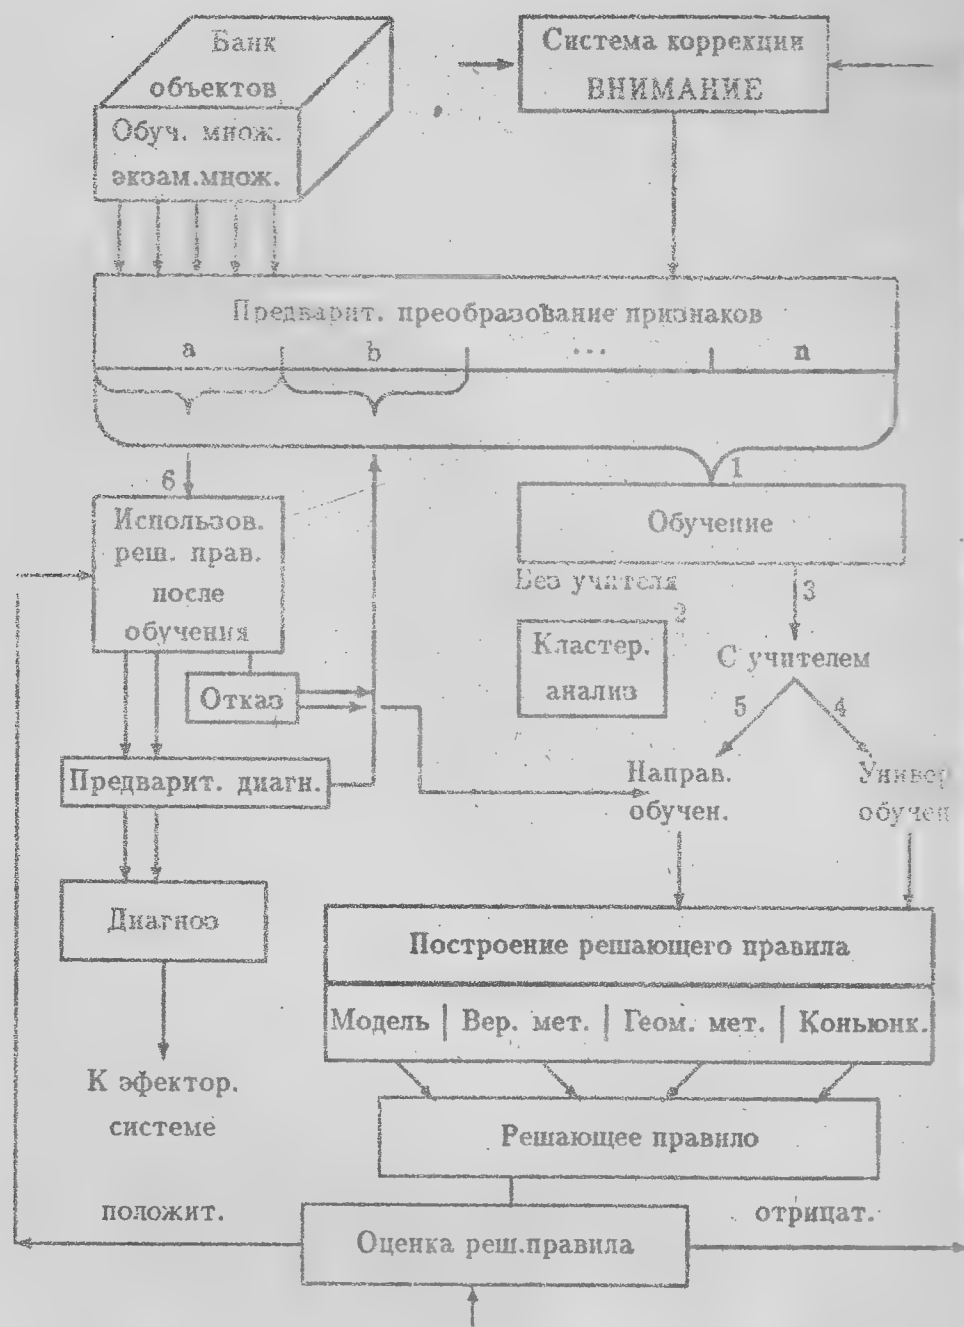 Банк
объектов
Обуч. множ.
экзам.множ.
Система коррекции
ВНИМАНИЕ
Предварит. преобразование признаков
a b ... n
6
1
Использов.
реш. прав.
после
обучения
Обучение
Без учителя
2
3
Кластер.
анализ
С учителем
5 4
Отказ
Предварит. диагн.
Направ.
обучен.
Универ
обучен
Диагноз
Построение решающего правила
Модель | Вер. мет. | Геом. мет. | Коньюнк.
К эфектор.
системе
Решающее правило
положит.
отрицат.
Оценка реш.правила